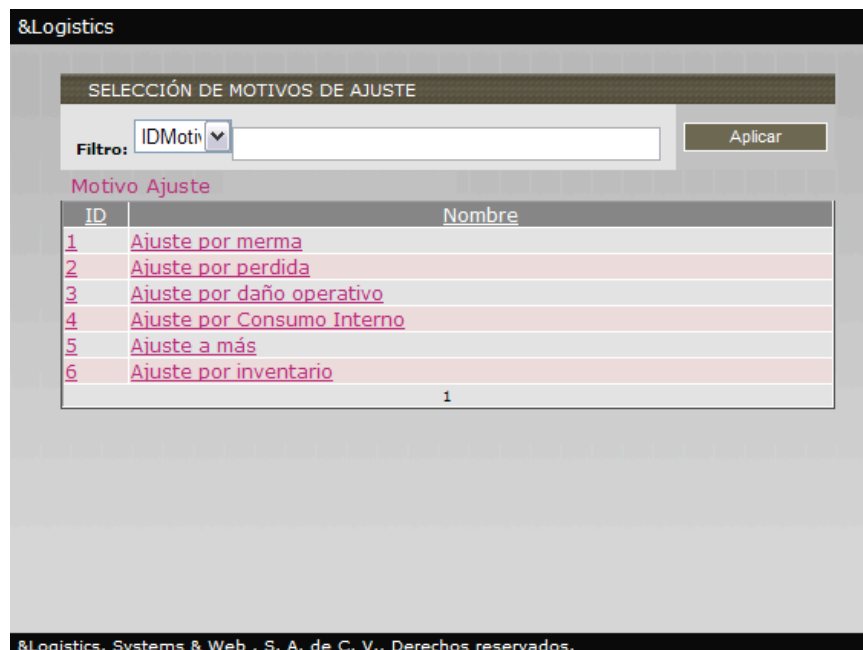 &Logistics
SELECCIÓN DE MOTIVOS DE AJUSTE
Filtro: IDMoti Aplicar
Motivo Ajuste
ID Nombre
1 Ajuste por merma
2 Ajuste por perdida
3 Ajuste por daño operativo
4 Ajuste por Consumo Interno
5 Ajuste a más
6 Ajuste por inventario
1
&Logistics. Systems & Web , S. A. de C. V.. Derechos reservados.